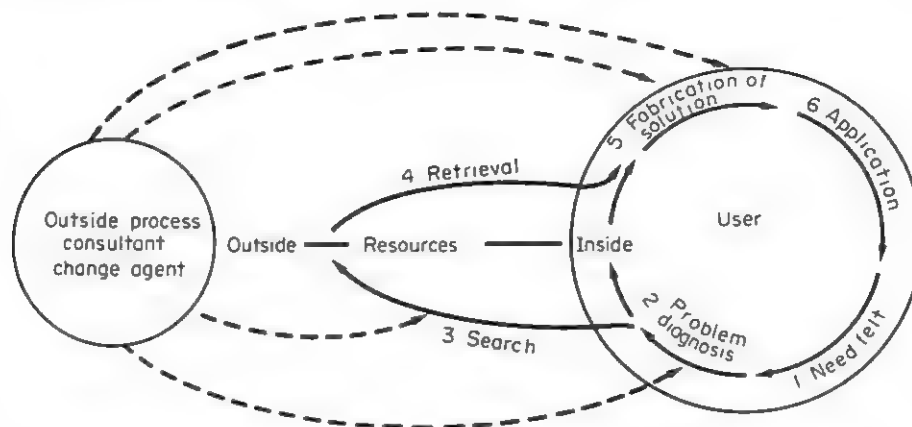 5 Fabrication of
solution
6 Application
4 Retrieval
Outside process
consultant
change agent
Outside
Resources
Inside
User
2 Problem
diagnosis
3 Search
1 Need felt